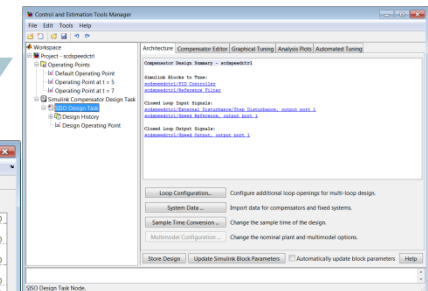 Control and Estimation Tools Manager
File Edit Tools Help
Workspace
Project - scdspeedctrl
Operating Points
Default Operating Point
Operating Point at t = 5
Operating Point at t = 7
Simulink Compensator Design Task
SISO Design Task
Design History
Design Operating Point
Architecture Compensator Editor Graphical Tuning Analysis Plots Automated Tuning
Compensator Design Summary - scdspeedctrl
Simulink Blocks to Tune:
scdspeedctrl/PID Controller
scdspeedctrl/Reference Filter
Closed Loop Input Signals:
scdspeedctrl/External Disturbance/Step Disturbance, output port 1
scdspeedctrl/Speed Reference, output port 1
Closed Loop Output Signals:
scdspeedctrl/Speed Output, output port 1
Loop Configuration... Configure additional loop openings for multi-loop design.
System Data ... Import data for compensators and fixed systems.
Sample Time Conversion ... Change the sample time of the design.
Multimodel Configuration ... Change the nominal plant and multimodel options.
Store Design Update Simulink Block Parameters Automatically update block parameters Help
SISO Design Task Node.